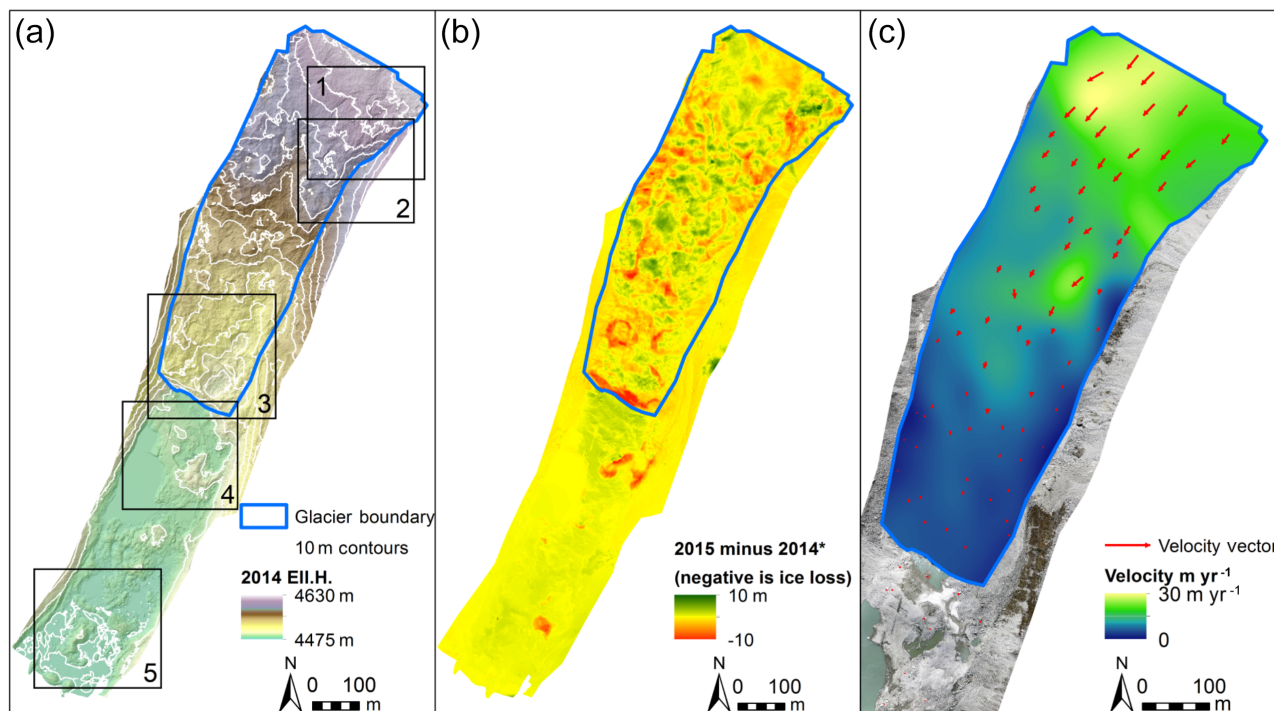 (a)
1
2
3
4
5
Glacier boundary
10 m contours
2014 Ell.H.
4630 m
4475 m
N
0 100
m
(b)
2015 minus 2014*
(negative is ice loss)
10 m
-10
N
0 100
m
(c)
Velocity vector
Velocity m yr⁻¹
30 m yr⁻¹
0
N
0 100
m